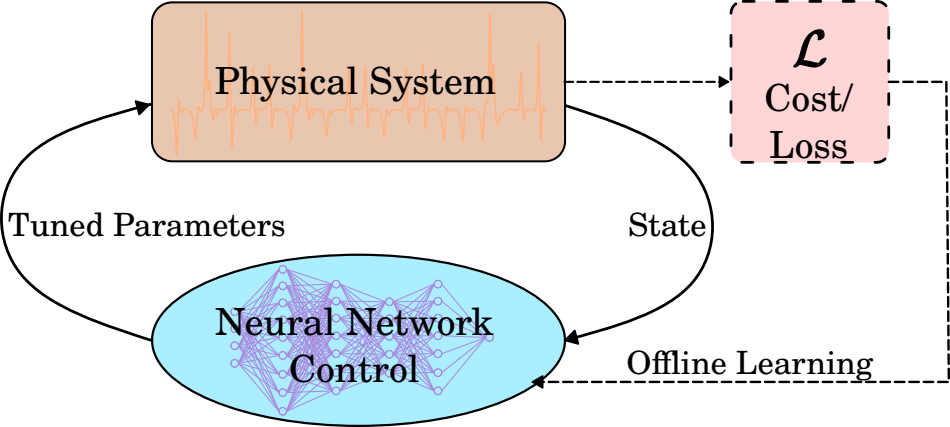 Physical System
ℒ
Cost/
Loss
Tuned Parameters
State
Neural Network
Control
Offline Learning